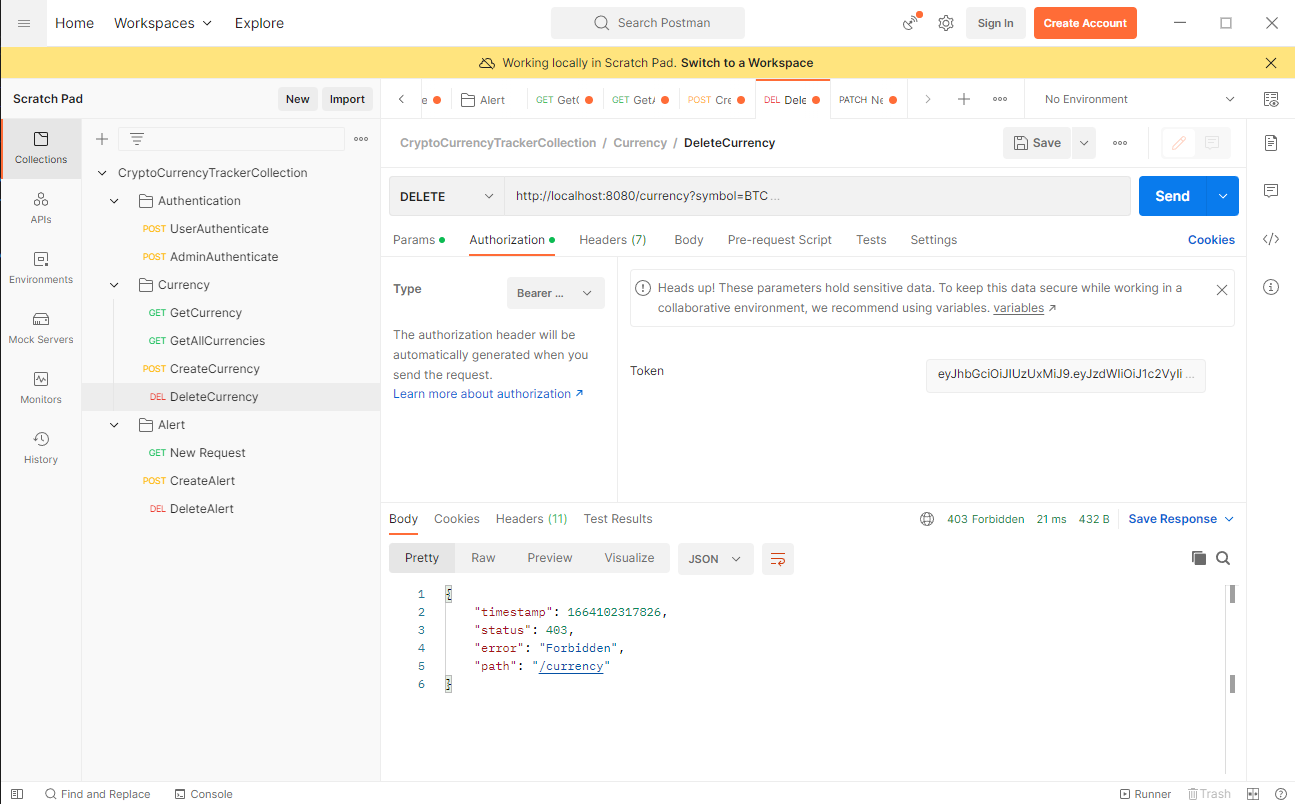 Home Workspaces Explore Search Postman Sign In Create Account
Working locally in Scratch Pad. Switch to a Workspace
Scratch Pad New Import
e Alert GET Get( GET GetA POST Cre DEL Dele PATCH Ne No Environment
CryptoCurrencyTrackerCollection / Currency / DeleteCurrency Save
Collections
APIs
Environments
Mock Servers
Monitors
History
CryptoCurrencyTrackerCollection
Authentication
POST UserAuthenticate
POST AdminAuthenticate
Currency
GET GetCurrency
GET GetAllCurrencies
POST CreateCurrency
DEL DeleteCurrency
Alert
GET New Request
POST CreateAlert
DEL DeleteAlert
DELETE http://localhost:8080/currency?symbol=BTC ... Send
Params Authorization Headers (7) Body Pre-request Script Tests Settings Cookies
Type Bearer ...
The authorization header will be
automatically generated when you
send the request.
Learn more about authorization ↗
Heads up! These parameters hold sensitive data. To keep this data secure while working in a
collaborative environment, we recommend using variables. variables ↗
Token eyJhbGciOiJIUzUxMiJ9.eyJzdWIiOiJ1c2VyIi ...
Body Cookies Headers (11) Test Results 403 Forbidden 21 ms 432 B Save Response
Pretty Raw Preview Visualize JSON
1 {
2 "timestamp": 1664102317826,
3 "status": 403,
4 "error": "Forbidden",
5 "path": "/currency"
6 }
Find and Replace Console Runner Trash